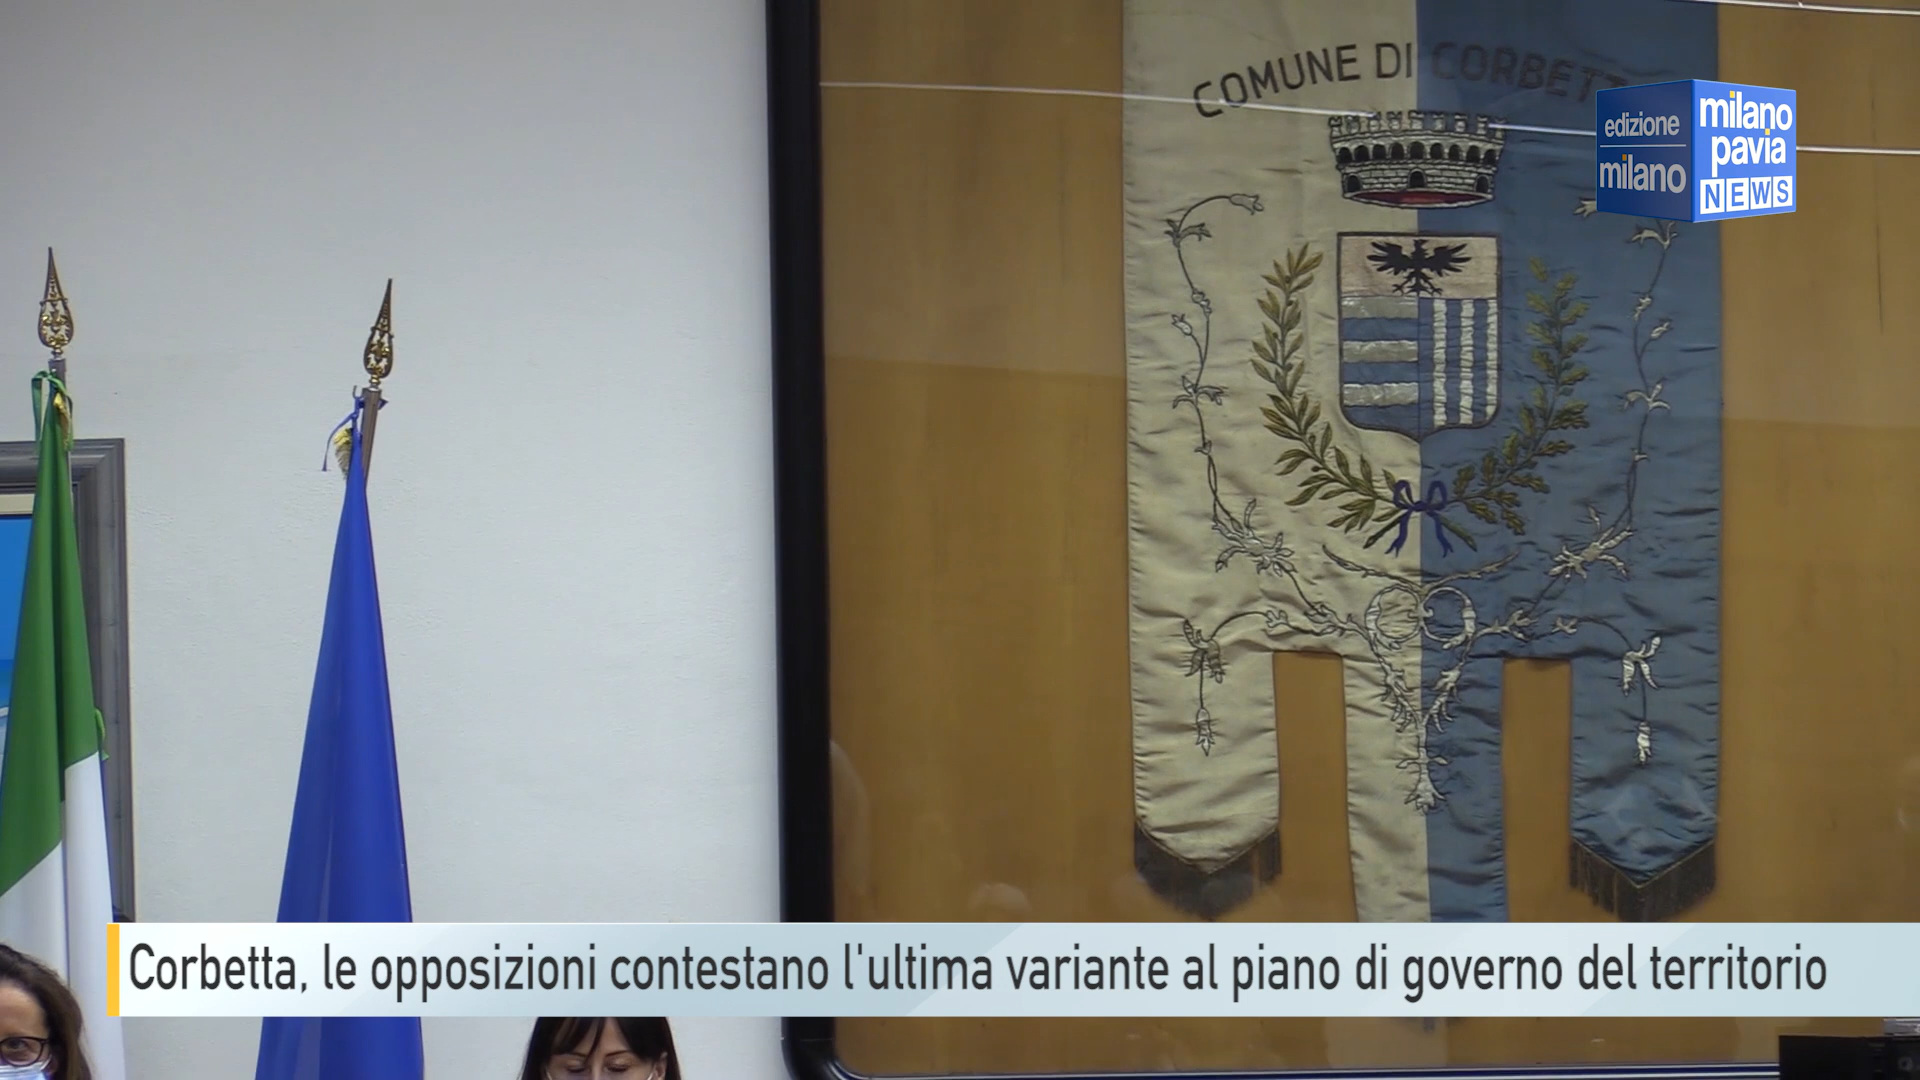 COMUNE DI CORBETT
edizione
milano
milano
pavia
NEWS
Corbetta, le opposizioni contestano l'ultima variante al piano di governo del territorio